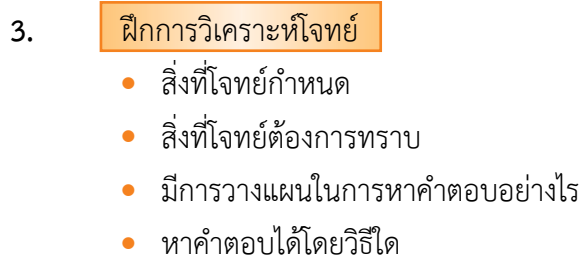 3. ฝึกการวิเคราะห์โจทย์
• สิ่งที่โจทย์กำหนด
• สิ่งที่โจทย์ต้องการทราบ
• มีการวางแผนในการหาคำตอบอย่างไร
• หาคำตอบได้โดยวิธีใด